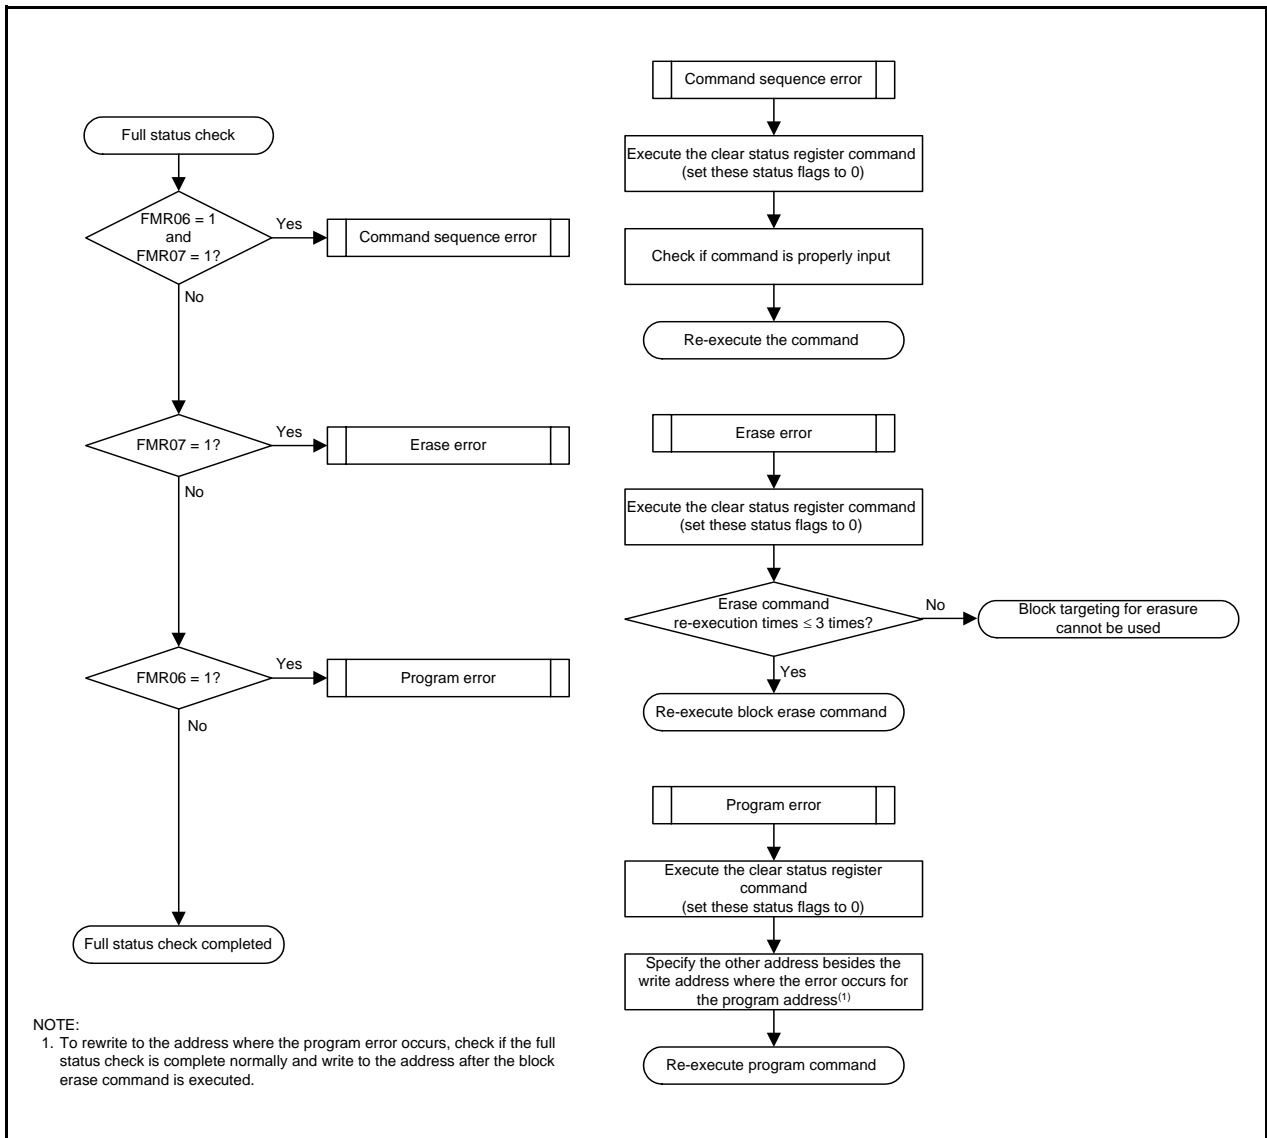 Full status check
FMR06 = 1
and
FMR07 = 1?
Yes
Command sequence error
No
FMR07 = 1?
Yes
Erase error
No
FMR06 = 1?
Yes
Program error
No
Full status check completed
NOTE:
1. To rewrite to the address where the program error occurs, check if the full
status check is complete normally and write to the address after the block
erase command is executed.
Command sequence error
Execute the clear status register command
(set these status flags to 0)
Check if command is properly input
Re-execute the command
Erase error
Execute the clear status register command
(set these status flags to 0)
Erase command
re-execution times ≤ 3 times?
No
Block targeting for erasure
cannot be used
Yes
Re-execute block erase command
Program error
Execute the clear status register
command
(set these status flags to 0)
Specify the other address besides the
write address where the error occurs for
the program address(1)
Re-execute program command